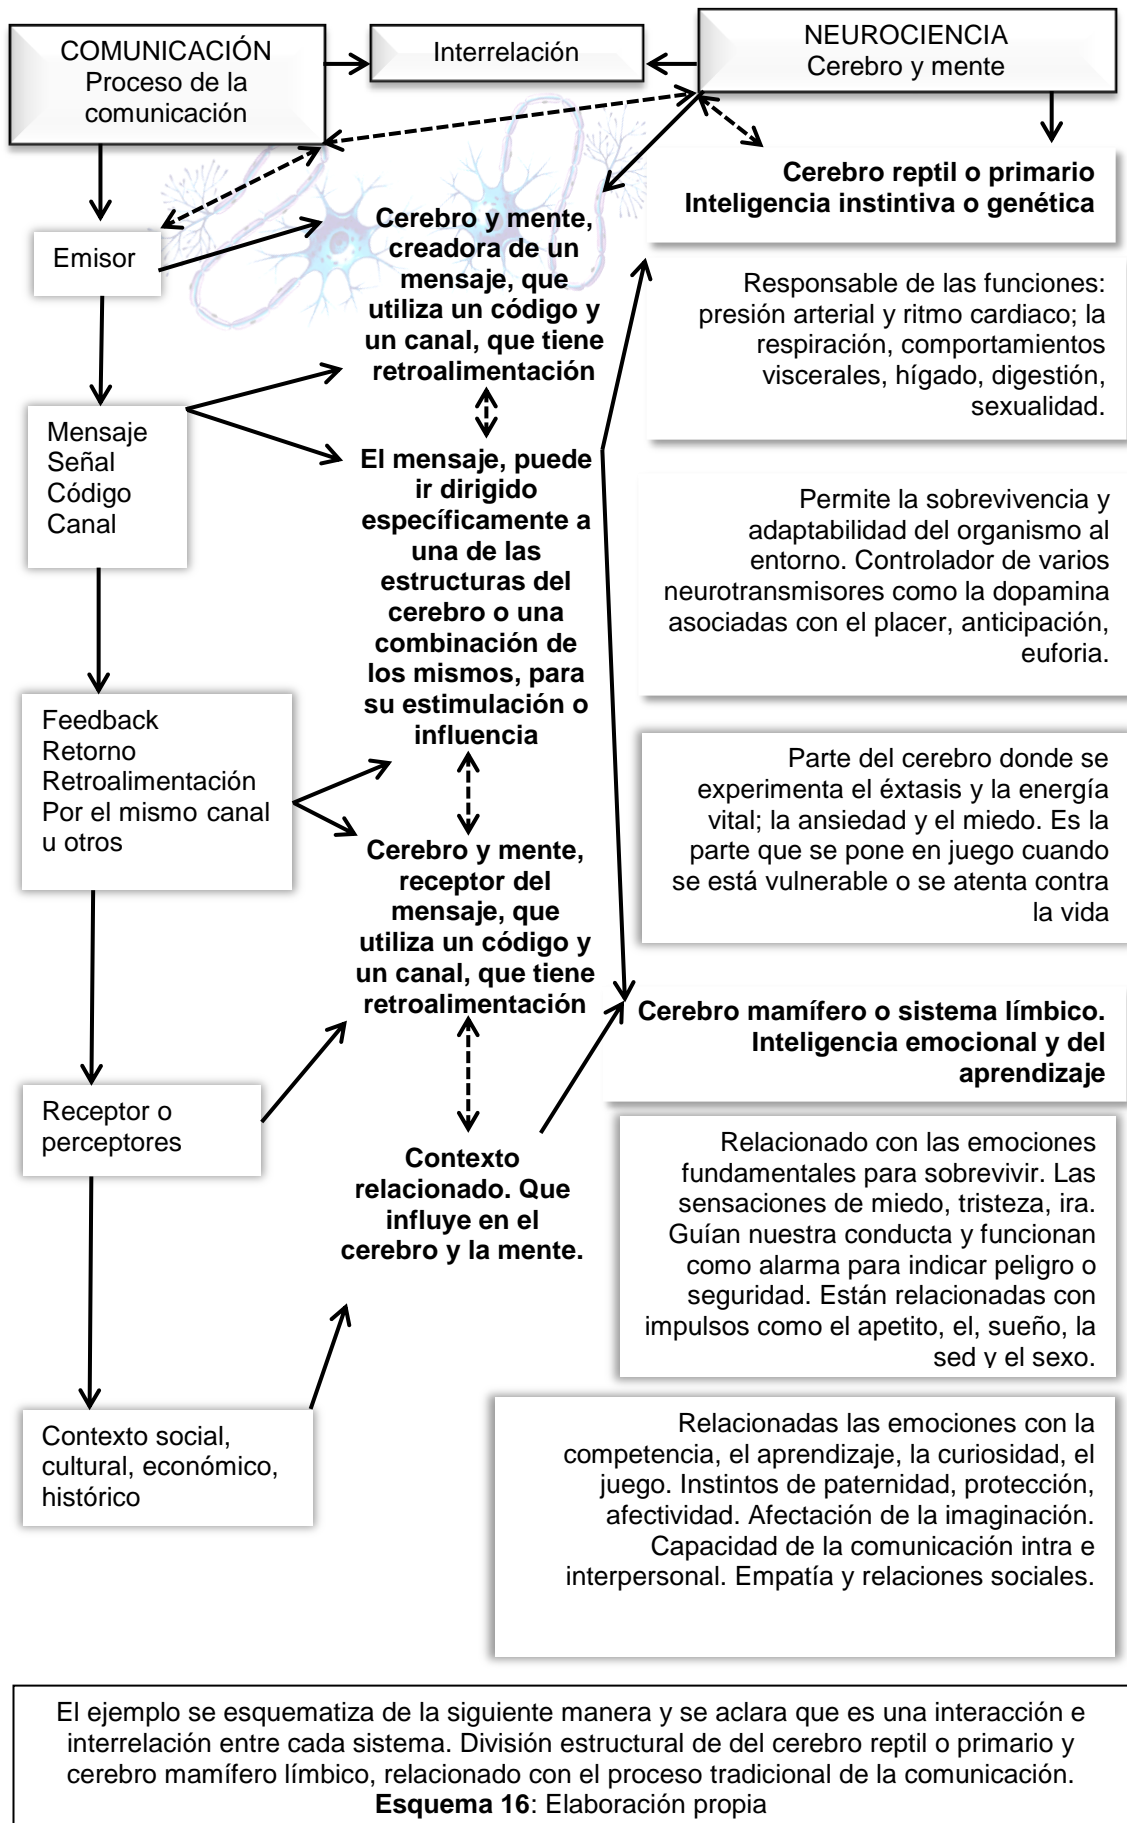 COMUNICACIÓN
Proceso de la
comunicación
Interrelación
NEUROCIENCIA
Cerebro y mente
Emisor
Mensaje
Señal
Código
Canal
Feedback
Retorno
Retroalimentación
Por el mismo canal
u otros
Receptor o
perceptores
Contexto social,
cultural, económico,
histórico
Cerebro y mente,
creadora de un
mensaje, que
utiliza un código y
un canal, que tiene
retroalimentación
El mensaje, puede
ir dirigido
específicamente a
una de las
estructuras del
cerebro o una
combinación de
los mismos, para
su estimulación o
influencia
Cerebro y mente,
receptor del
mensaje, que
utiliza un código y
un canal, que tiene
retroalimentación
Contexto
relacionado. Que
influye en el
cerebro y la mente.
Cerebro reptil o primario
Inteligencia instintiva o genética
Responsable de las funciones:
presión arterial y ritmo cardiaco; la
respiración, comportamientos
viscerales, hígado, digestión,
sexualidad.
Permite la sobrevivencia y
adaptabilidad del organismo al
entorno. Controlador de varios
neurotransmisores como la dopamina
asociadas con el placer, anticipación,
euforia.
Parte del cerebro donde se
experimenta el éxtasis y la energía
vital; la ansiedad y el miedo. Es la
parte que se pone en juego cuando
se está vulnerable o se atenta contra
la vida
Cerebro mamífero o sistema límbico.
Inteligencia emocional y del
aprendizaje
Relacionado con las emociones
fundamentales para sobrevivir. Las
sensaciones de miedo, tristeza, ira.
Guían nuestra conducta y funcionan
como alarma para indicar peligro o
seguridad. Están relacionadas con
impulsos como el apetito, el, sueño, la
sed y el sexo.
Relacionadas las emociones con la
competencia, el aprendizaje, la curiosidad, el
juego. Instintos de paternidad, protección,
afectividad. Afectación de la imaginación.
Capacidad de la comunicación intra e
interpersonal. Empatía y relaciones sociales.
El ejemplo se esquematiza de la siguiente manera y se aclara que es una interacción e
interrelación entre cada sistema. División estructural de del cerebro reptil o primario y
cerebro mamífero límbico, relacionado con el proceso tradicional de la comunicación.
Esquema 16: Elaboración propia